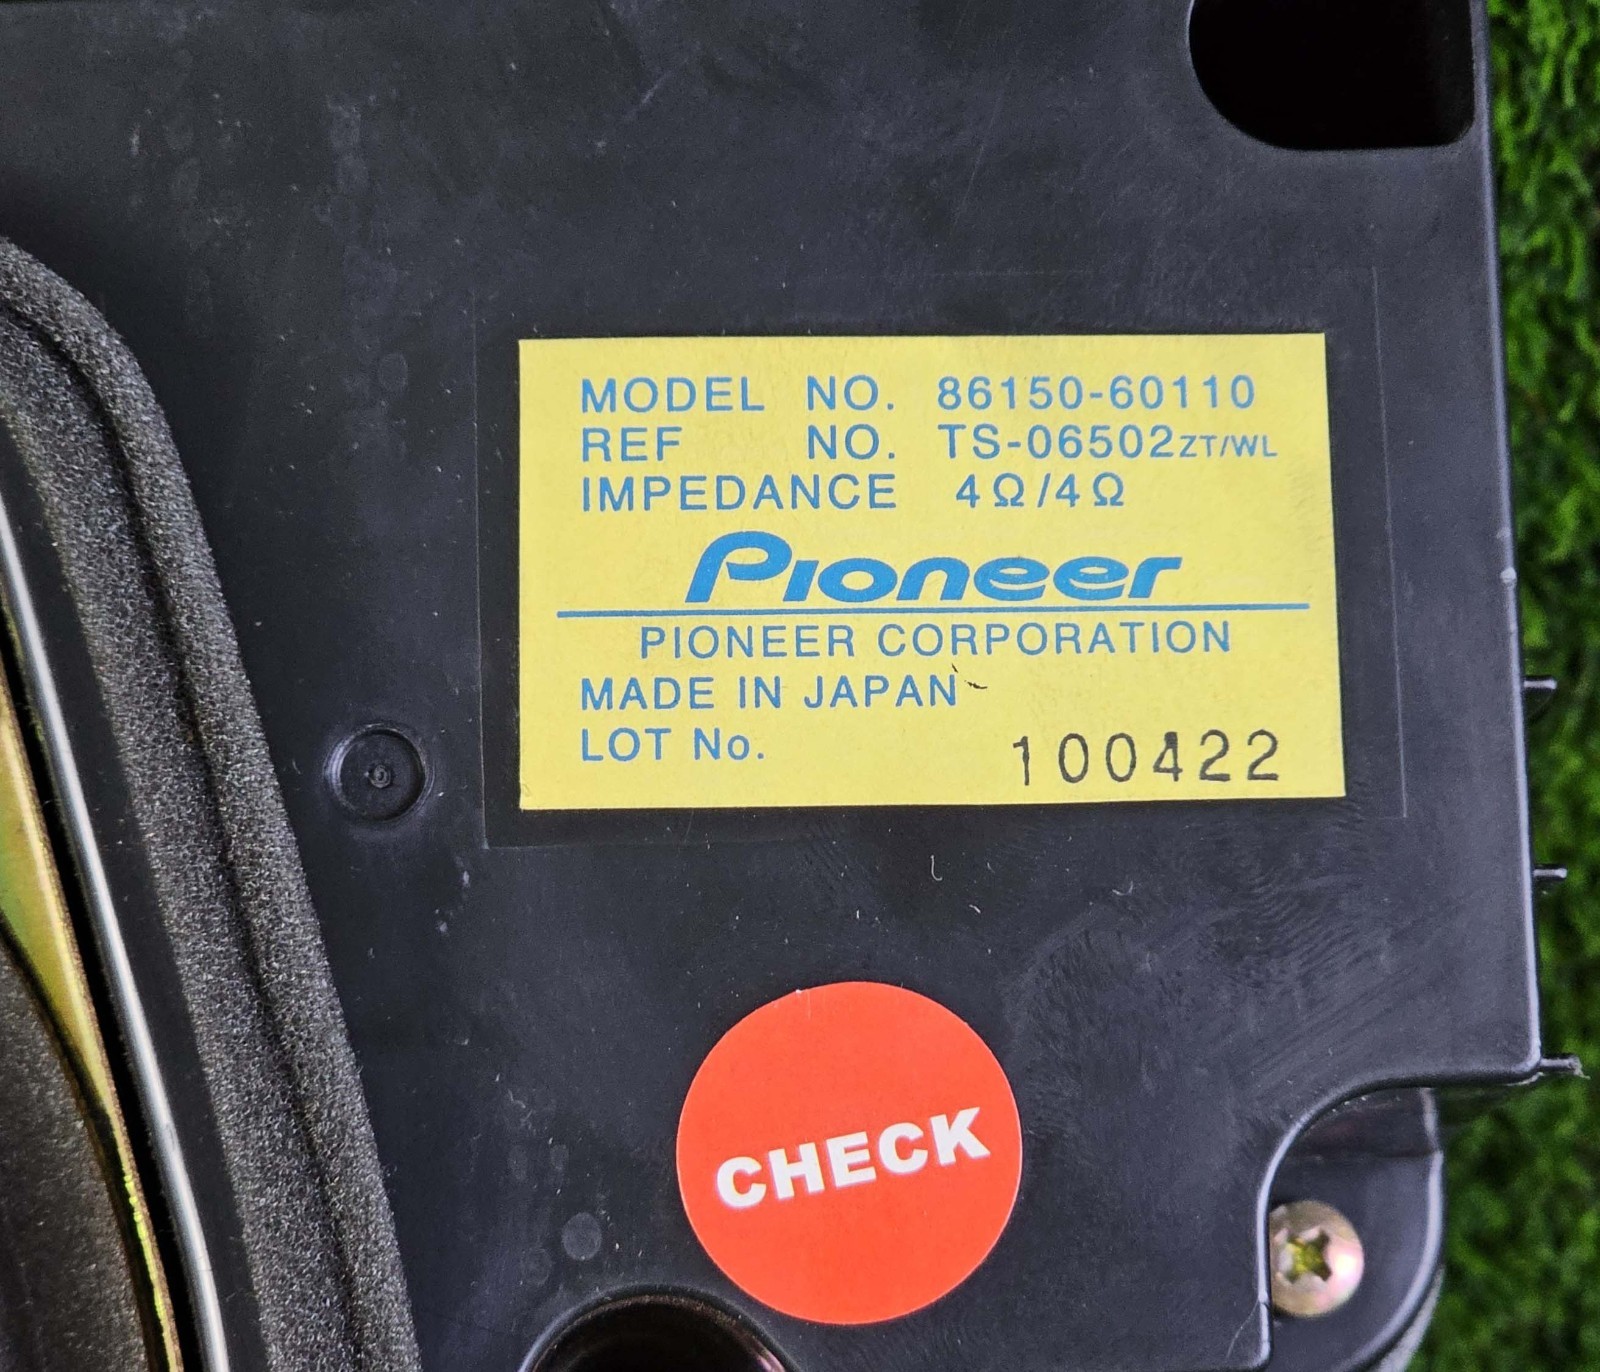 MODEL NO. 86150-60110
REF NO. TS-06502ZT/WL
IMPEDANCE 4Ω/4Ω
Pioneer
PIONEER CORPORATION
MADE IN JAPAN
LOT No. 100422
CHECK